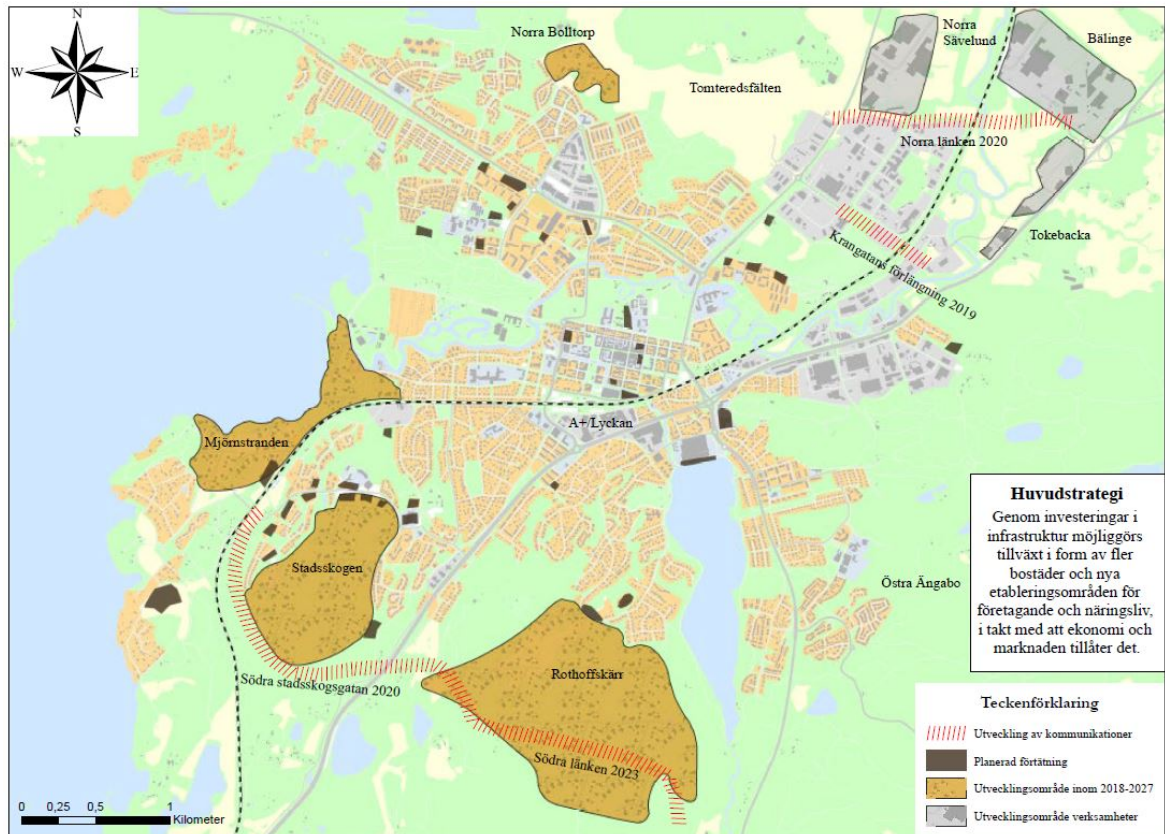 N
W
E
S
Norra Bolltorp
Norra
Sävelund
Bälinge
Tomteredsfälten
Norra länken 2020
Tokebacka
Krangatans förlängning 2019
A+/Lyckan
Mjörnstranden
Stadsskogen
Östra Ängabo
Rothoffskärr
Södra stadsskogsgatan 2020
Södra länken 2023
Huvudstrategi
Genom investeringar i
infrastruktur möjliggörs
tillväxt i form av fler
bostäder och nya
etableringsområden för
företagande och näringsliv,
i takt med att ekonomi och
marknaden tillåter det.
Teckenförklaring
Utveckling av kommunikationer
Planerad förtätning
Utvecklingsområde inom 2018-2027
Utvecklingsområde verksamheter
0 0,25 0,5 1
Kilometer